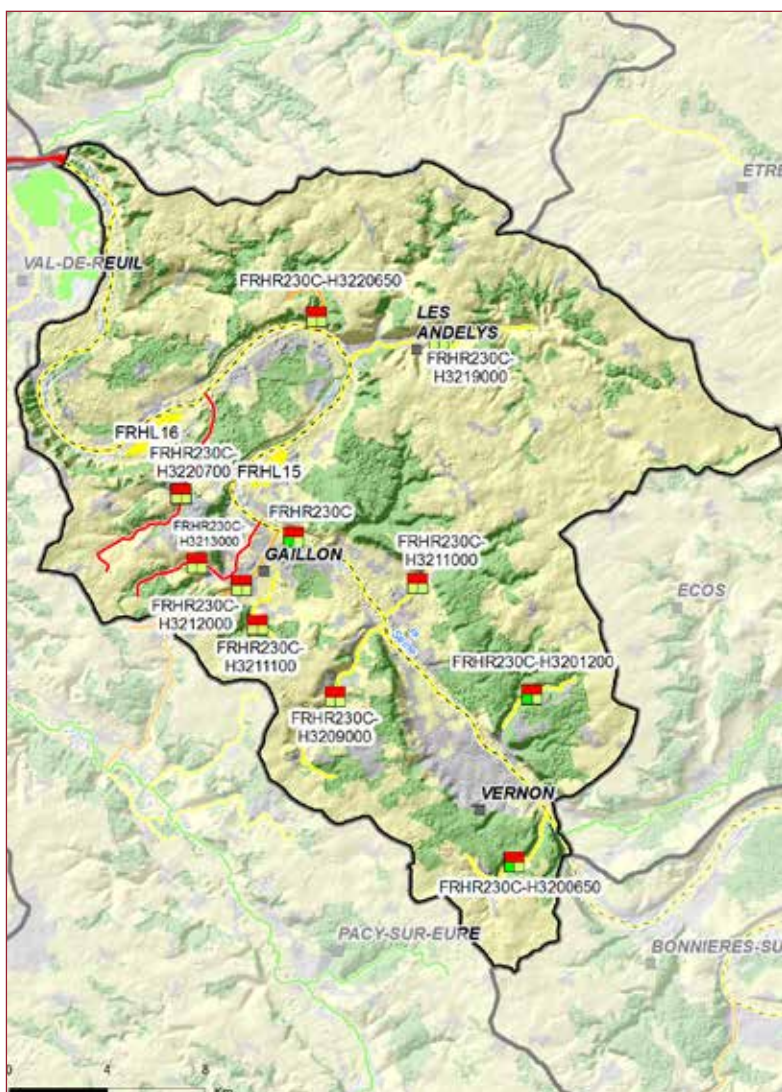 ETRE
VAL-DE-REUIL
FRHR230C-H3220650
LES
ANDELYS
FRHR230C-
H3219000
FRHL16
FRHR230C-
H3220700
FRHL15
FRHR230C-
H3213000
FRHR230C
GAILLON
FRHR230C-
H3211000
FRHR230C-
H3212000
ECOS
FRHR230C-
H3211100
la
Seine
FRHR230C-H3201200
FRHR230C-
H3209000
VERNON
FRHR230C-H3200650
PACY-SUR-EURE
BONNIERES-SU
0 4 8
Km